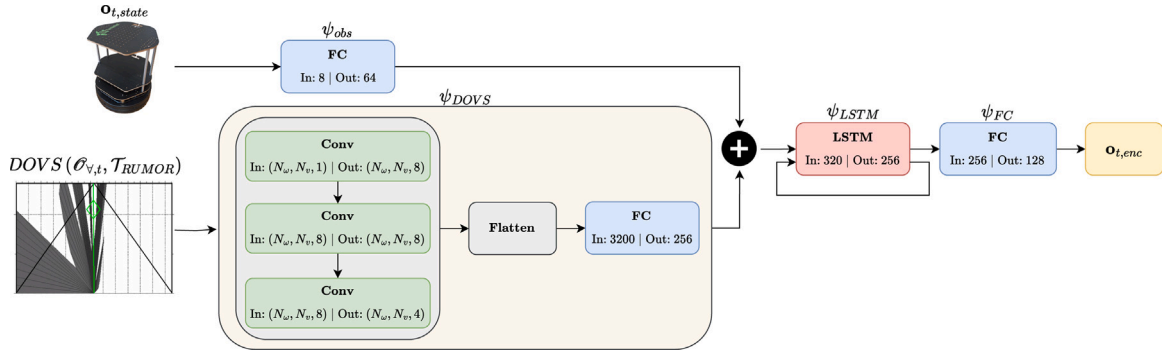 𝐨_{t,state}
ψ_{obs}
FC
In: 8 | Out: 64
ψ_{DOVS}
DOVS (𝒪_{∀,t}, 𝒯_{RUMOR})
Conv
In: (N_ω, N_v, 1) | Out: (N_ω, N_v, 8)
Conv
In: (N_ω, N_v, 8) | Out: (N_ω, N_v, 8)
Conv
In: (N_ω, N_v, 8) | Out: (N_ω, N_v, 4)
Flatten
FC
In: 3200 | Out: 256
+
ψ_{LSTM}
LSTM
In: 320 | Out: 256
ψ_{FC}
FC
In: 256 | Out: 128
𝐨_{t,enc}